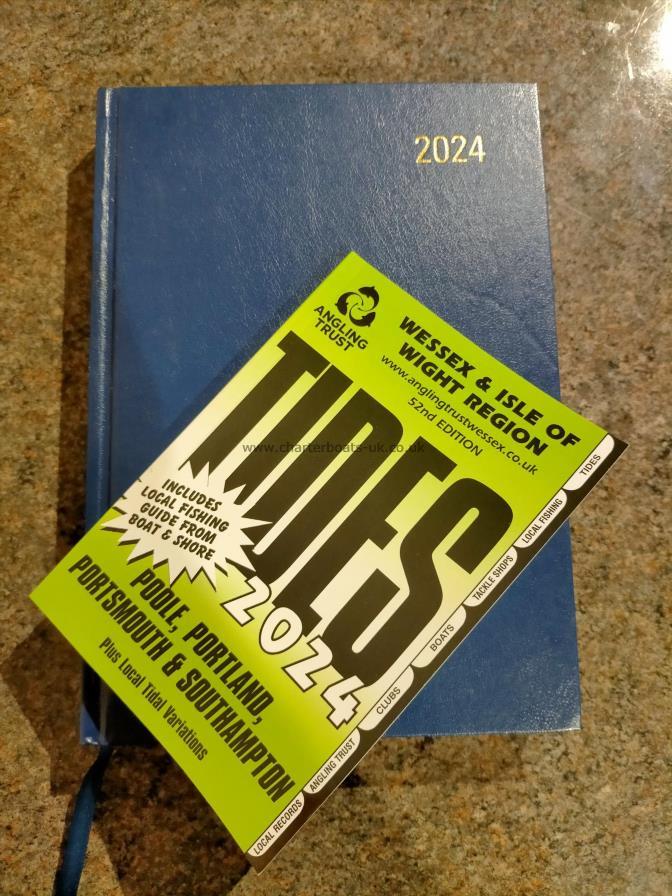 2024
ANGLING
TRUST
WESSEX & ISLE OF
WIGHT REGION
www.anglingtrustwessex.co.uk
52nd EDITION
TIDES
2024
www.charterboats-uk.co.uk
INCLUDES
LOCAL FISHING
GUIDE FROM
BOAT & SHORE
POOLE, PORTLAND,
PORTSMOUTH & SOUTHAMPTON
Plus Local Tidal Variations
TIDES
LOCAL FISHING
TACKLE SHOPS
BOATS
CLUBS
ANGLING TRUST
LOCAL RECORDS